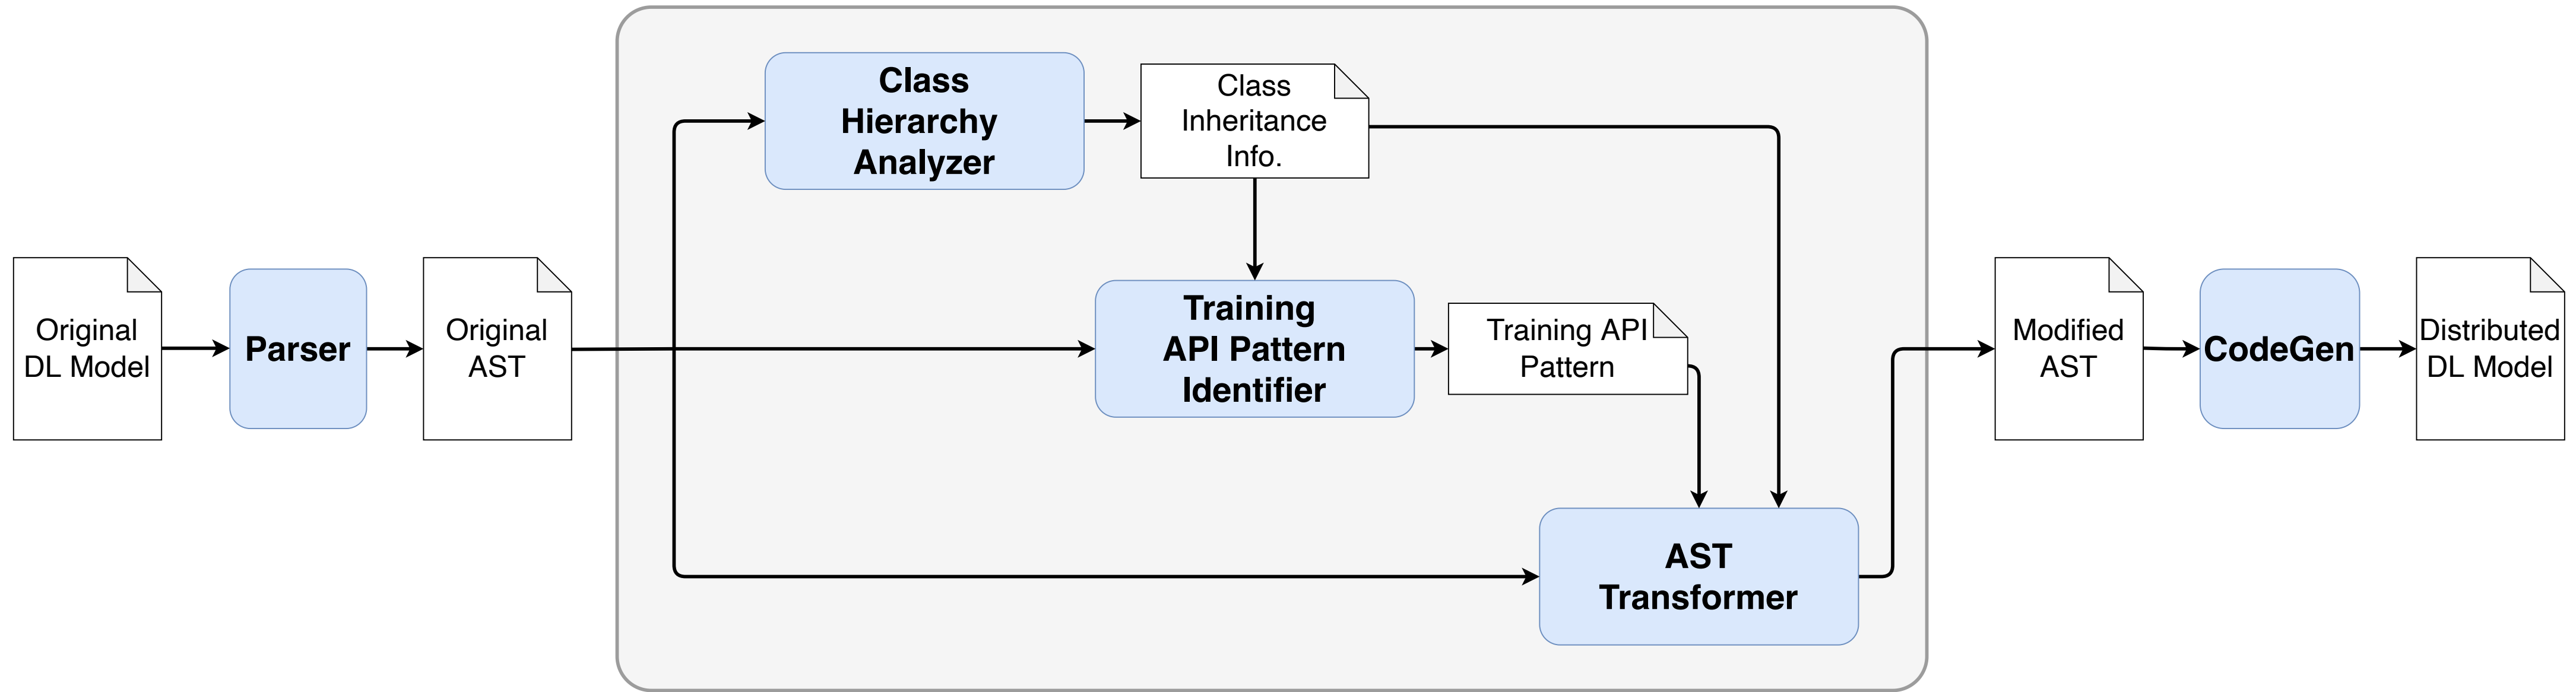 Original
DL Model
Parser
Original
AST
Class
Hierarchy
Analyzer
Class
Inheritance
Info.
Training
API Pattern
Identifier
Training API
Pattern
AST
Transformer
Modified
AST
CodeGen
Distributed
DL Model